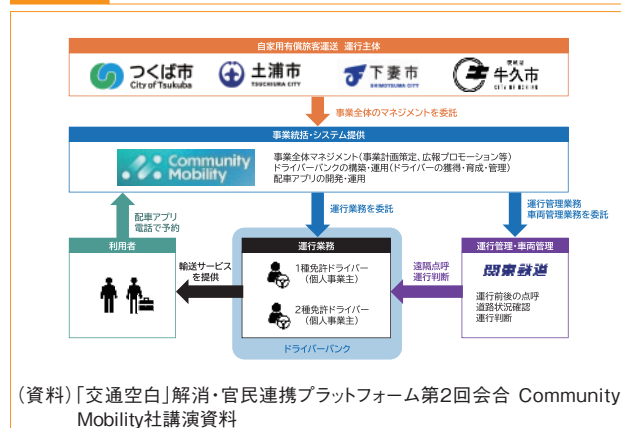 自家用有償旅客運送 運行主体
つくば市
City of Tsukuba
土浦市
TSUCHIURA CITY
下妻市
SHIMOTSUMA CITY
牛久市
CITY OF USHIKU
事業全体のマネジメントを委託
事業統括・システム提供
Community
Mobility
事業全体マネジメント(事業計画策定、広報プロモーション等)
ドライバーバンクの構築・運用(ドライバーの獲得・育成・管理)
配車アプリの開発・運用
配車アプリ
電話で予約
運行業務を委託
運行管理業務
車両管理業務を委託
利用者
輸送サービス
を提供
運行業務
1種免許ドライバー
(個人事業主)
2種免許ドライバー
(個人事業主)
ドライバーバンク
遠隔点呼
運行判断
運行管理・車両管理
関東鉄道
運行前後の点呼
道路状況確認
運行判断
(資料)「交通空白」解消・官民連携プラットフォーム第2回会合 Community
Mobility社講演資料